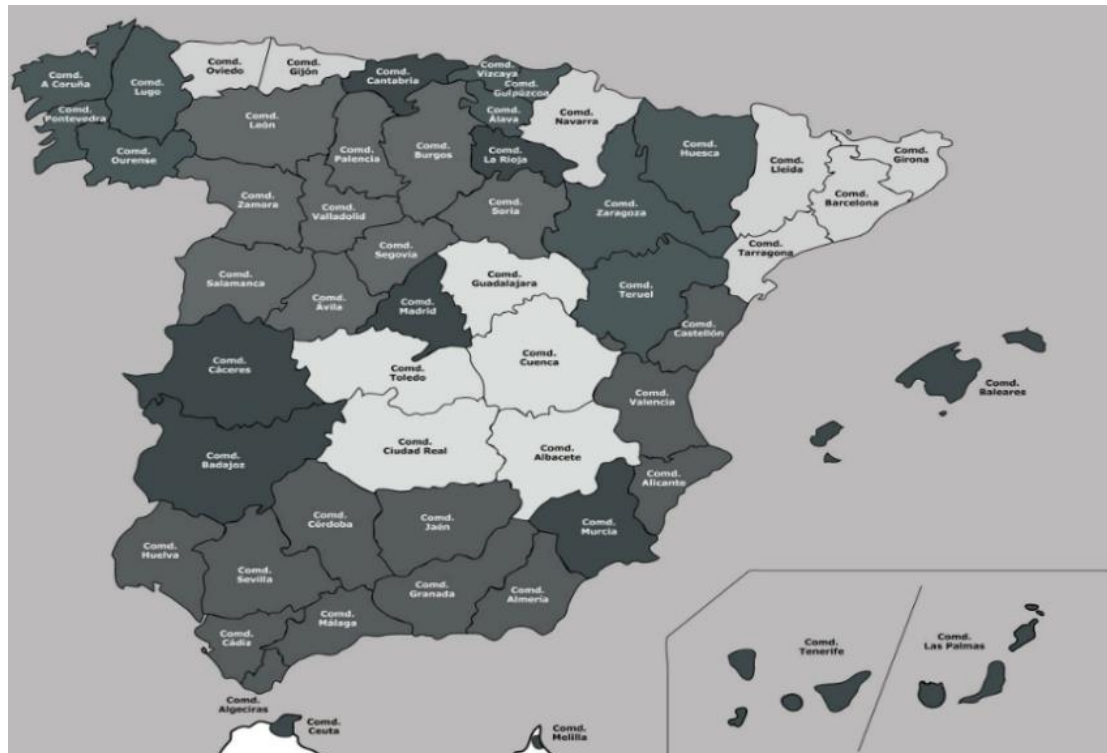 Comd.
Oviedo
Comd.
Gijón
Comd.
Cantabria
Comd.
Vizcaya
Comd.
Guipúzcoa
Comd.
Álava
Comd.
A Coruña
Comd.
Lugo
Comd.
Pontevedra
Comd.
Ourense
Comd.
León
Comd.
Palencia
Comd.
Burgos
Comd.
La Rioja
Comd.
Navarra
Comd.
Huesca
Comd.
Lleida
Comd.
Girona
Comd.
Barcelona
Comd.
Tarragona
Comd.
Zamora
Comd.
Valladolid
Comd.
Soria
Comd.
Zaragoza
Comd.
Segovia
Comd.
Salamanca
Comd.
Ávila
Comd.
Madrid
Comd.
Guadalajara
Comd.
Teruel
Comd.
Castellón
Comd.
Cáceres
Comd.
Toledo
Comd.
Cuenca
Comd.
Valencia
Comd.
Baleares
Comd.
Badajoz
Comd.
Ciudad Real
Comd.
Albacete
Comd.
Alicante
Comd.
Murcia
Comd.
Huelva
Comd.
Sevilla
Comd.
Córdoba
Comd.
Jaén
Comd.
Granada
Comd.
Almería
Comd.
Málaga
Comd.
Cádiz
Comd.
Algeciras
Comd.
Ceuta
Comd.
Melilla
Comd.
Tenerife
Comd.
Las Palmas